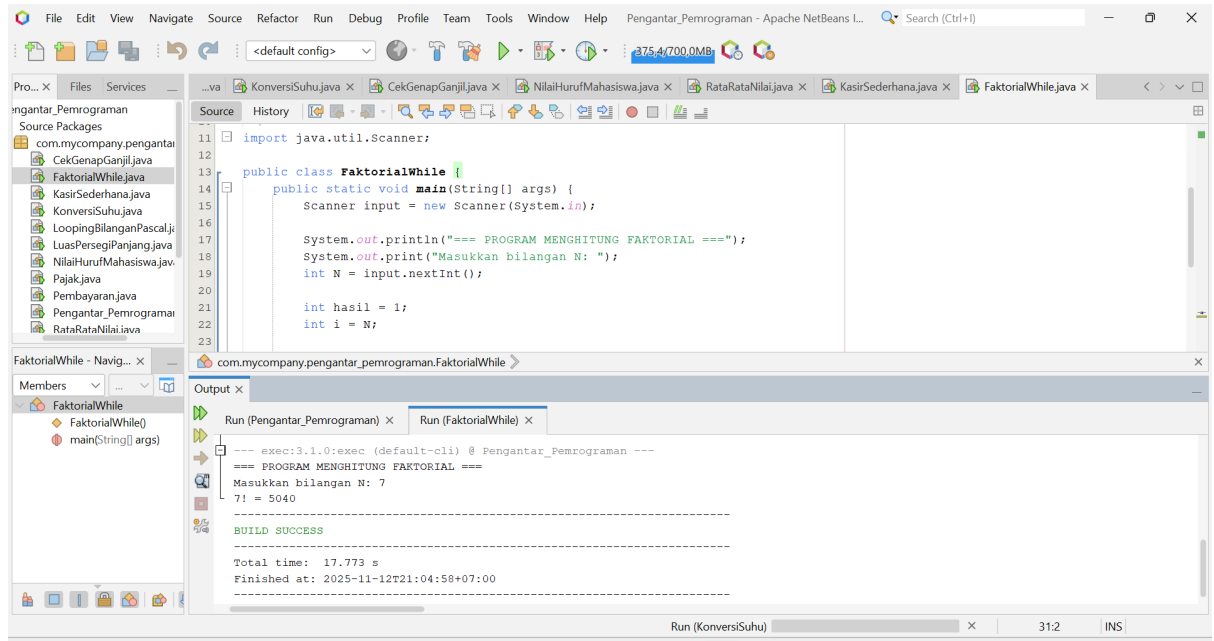 File Edit View Navigate Source Refactor Run Debug Profile Team Tools Window Help Pengantar_Pemrograman - Apache NetBeans I... Search (Ctrl+I)
<default config> 375,4/700,0MB
Pro... Files Services
...va KonversiSuhu.java CekGenapGanjil.java NilaiHurufMahasiswa.java RataRataNilai.java KasirSederhana.java FaktorialWhile.java
engantar_Pemrograman
Source Packages
com.mycompany.pengantar
CekGenapGanjil.java
FaktorialWhile.java
KasirSederhana.java
KonversiSuhu.java
LoopingBilanganPascal.ja
LuasPersegiPanjang.java
NilaiHurufMahasiswa.java
Pajak.java
Pembayaran.java
Pengantar_Pemrograman
RataRataNilai.java
Source History
11 import java.util.Scanner;
12
13 public class FaktorialWhile {
14 public static void main(String[] args) {
15 Scanner input = new Scanner(System.in);
16
17 System.out.println("=== PROGRAM MENGHITUNG FAKTORIAL ===");
18 System.out.print("Masukkan bilangan N: ");
19 int N = input.nextInt();
20
21 int hasil = 1;
22 int i = N;
23
com.mycompany.pengantar_pemrograman.FaktorialWhile
FaktorialWhile - Navig...
Members ...
FaktorialWhile
FaktorialWhile()
main(String[] args)
Output
Run (Pengantar_Pemrograman) Run (FaktorialWhile)
--- exec:3.1.0:exec (default-cli) @ Pengantar_Pemrograman ---
=== PROGRAM MENGHITUNG FAKTORIAL ===
Masukkan bilangan N: 7
7! = 5040
------------------------------------------------------------------------
BUILD SUCCESS
------------------------------------------------------------------------
Total time: 17.773 s
Finished at: 2025-11-12T21:04:58+07:00
------------------------------------------------------------------------
Run (KonversiSuhu) 31:2 INS